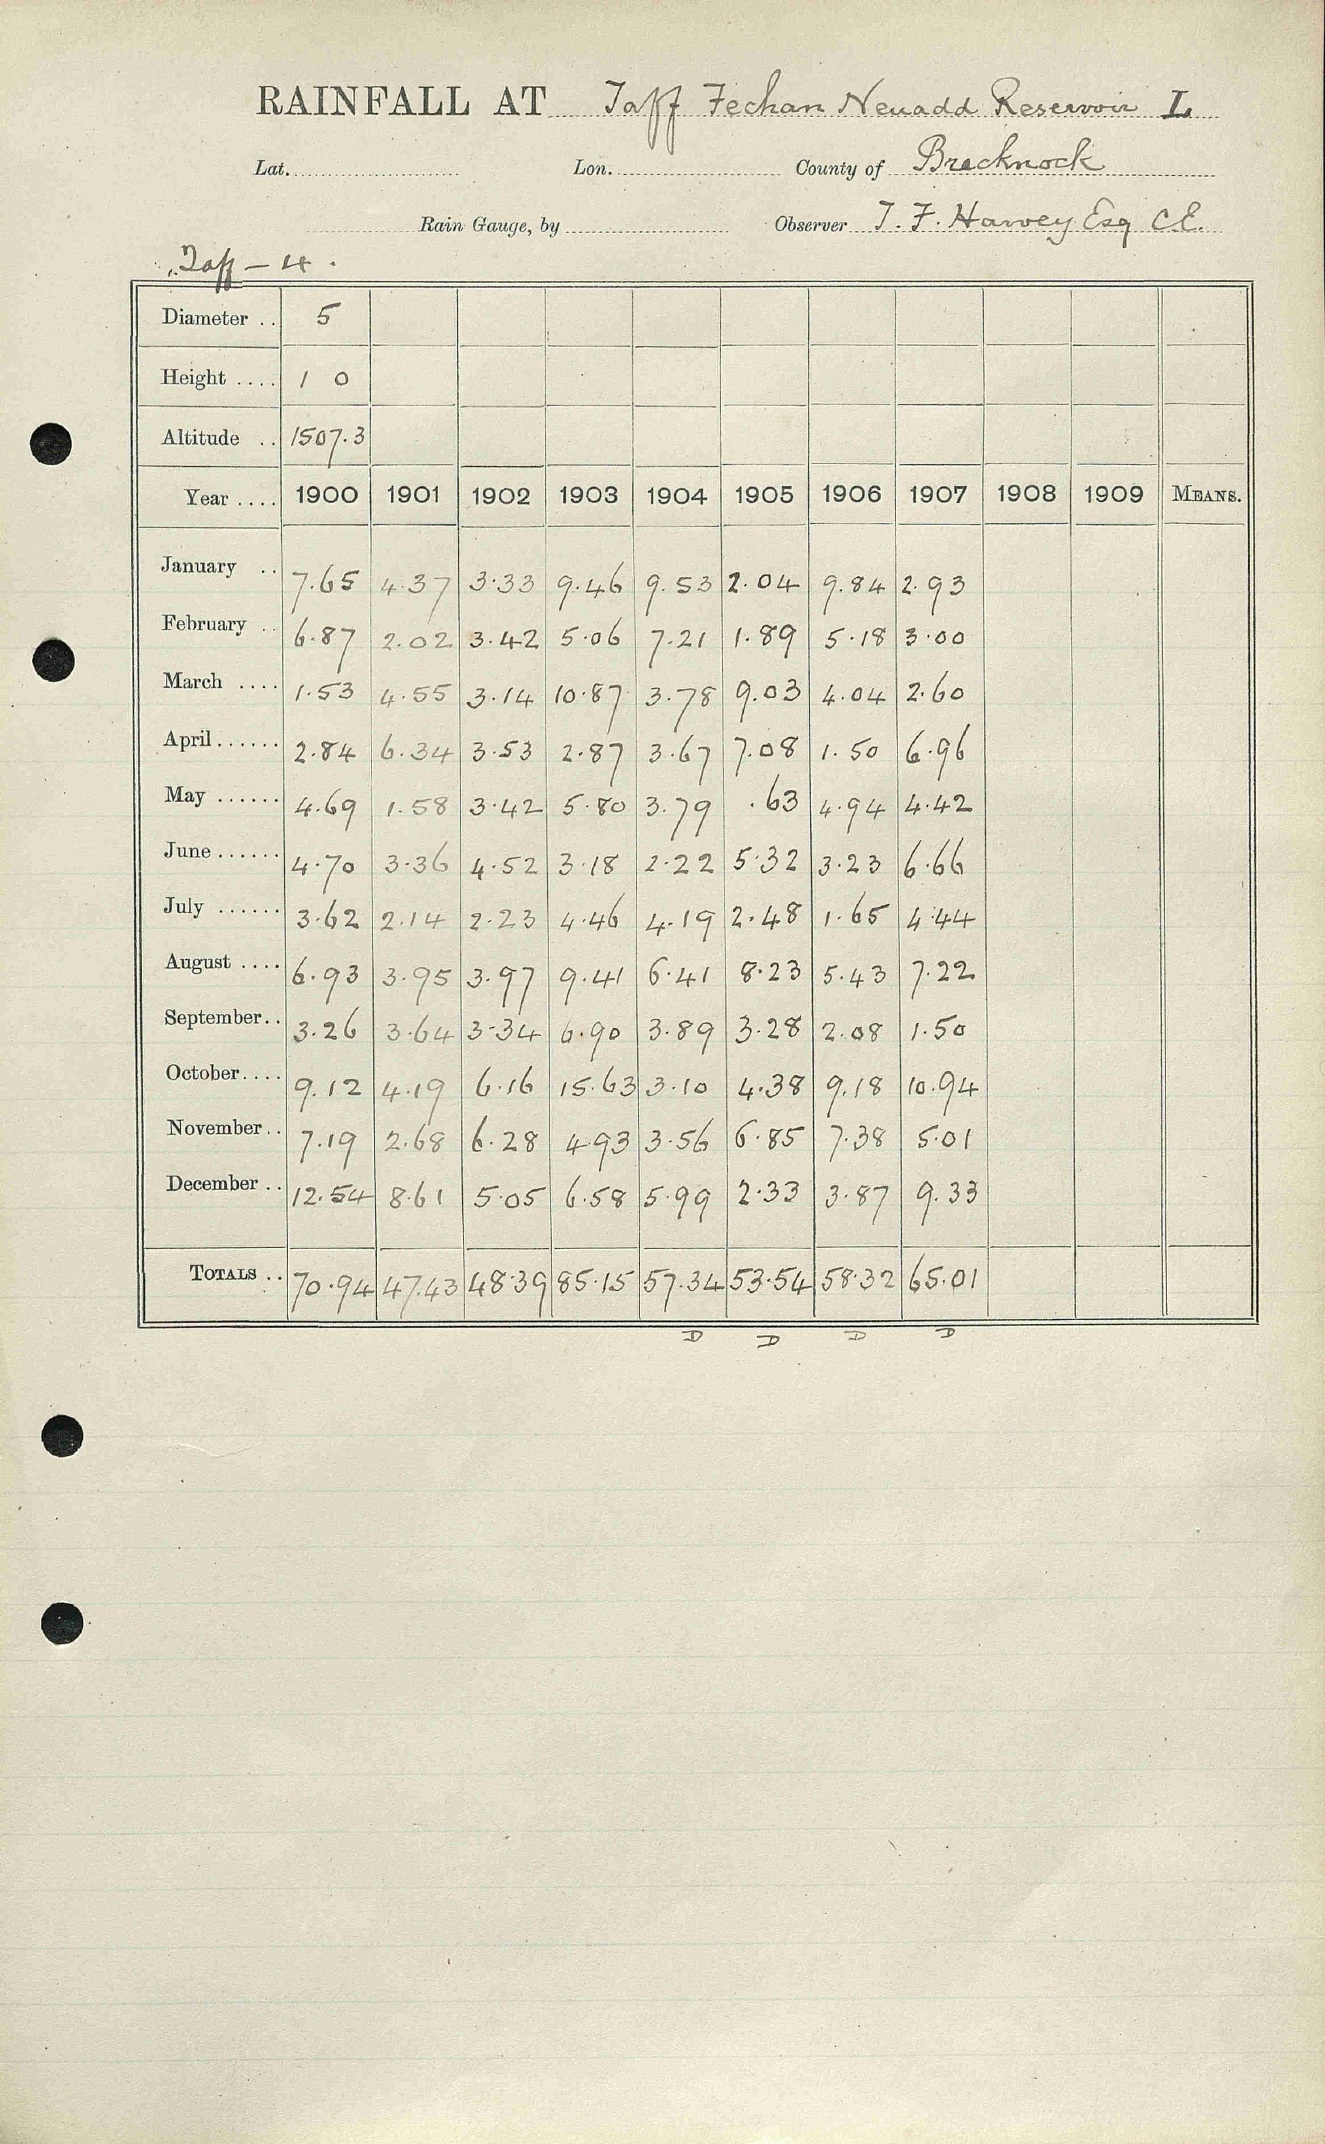 RAINFALL AT Taff Fechan Neuadd Reservoir L
Lat. Lon. County of Brecknock
Rain Gauge, by Observer T. F. Harvey Esq C.E.
Taff - 4.
Diameter .. 5
Height .... 1 0
Altitude .. 1507.3
Year .... 1900 1901 1902 1903 1904 1905 1906 1907 1908 1909 MEANS.
January .. 7.65 4.37 3.33 9.46 9.53 2.04 9.84 2.93
February .. 6.87 2.02 3.42 5.06 7.21 1.89 5.18 3.00
March .... 1.53 4.55 3.14 10.87 3.78 9.03 4.04 2.60
April...... 2.84 6.34 3.53 2.87 3.67 7.08 1.50 6.96
May ...... 4.69 1.58 3.42 5.80 3.79 .63 4.94 4.42
June ...... 4.70 3.36 4.52 3.18 2.22 5.32 3.23 6.66
July ...... 3.62 2.14 2.23 4.46 4.19 2.48 1.65 4.44
August .... 6.93 3.95 3.97 9.41 6.41 8.23 5.43 7.22
September.. 3.26 3.64 3.34 6.90 3.89 3.28 2.08 1.50
October.... 9.12 4.19 6.16 15.63 3.10 4.38 9.18 10.94
November.. 7.19 2.68 6.28 4.93 3.56 6.85 7.38 5.01
December .. 12.54 8.61 5.05 6.58 5.99 2.33 3.87 9.33
TOTALS .. 70.94 47.43 48.39 85.15 57.34 53.54 58.32 65.01
D D D D